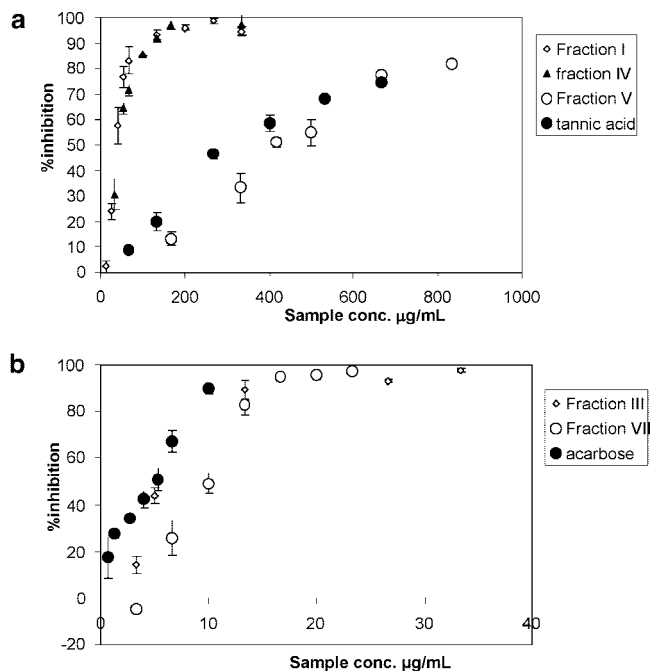 a
100
90
80
70
60
50
40
30
20
10
0
%inhibition
0 200 400 600 800 1000
Sample conc. µg/mL
Fraction I
fraction IV
Fraction V
tannic acid
b
100
80
60
40
20
0
-20
%inhibition
0 10 20 30 40
Sample conc. µg/mL
Fraction III
Fraction VII
acarbose